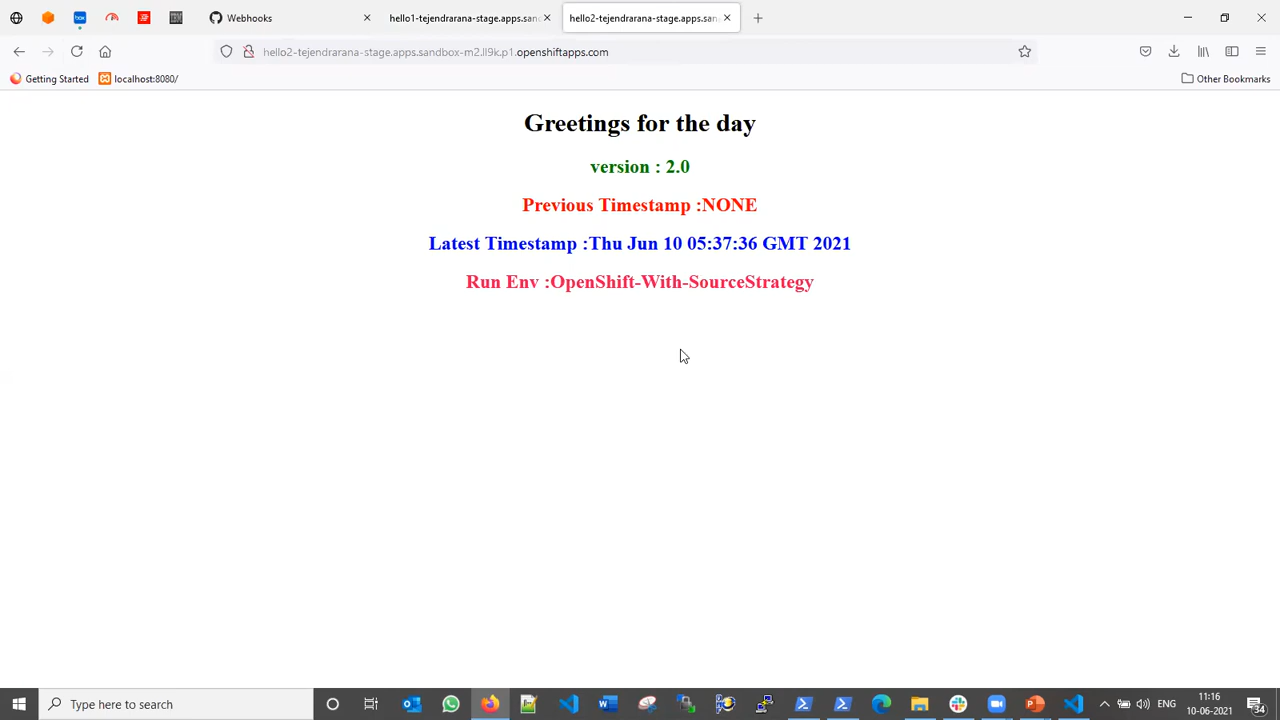 Webhooks
hello1-tejendrarana-stage.apps.san
hello2-tejendrarana-stage.apps.san
hello2-tejendrarana-stage.apps.sandbox-m2.ll9k.p1.openshiftapps.com
Getting Started
localhost:8080/
Other Bookmarks
Greetings for the day
version : 2.0
Previous Timestamp :NONE
Latest Timestamp :Thu Jun 10 05:37:36 GMT 2021
Run Env :OpenShift-With-SourceStrategy
Type here to search
ENG
11:16
10-06-2021
34